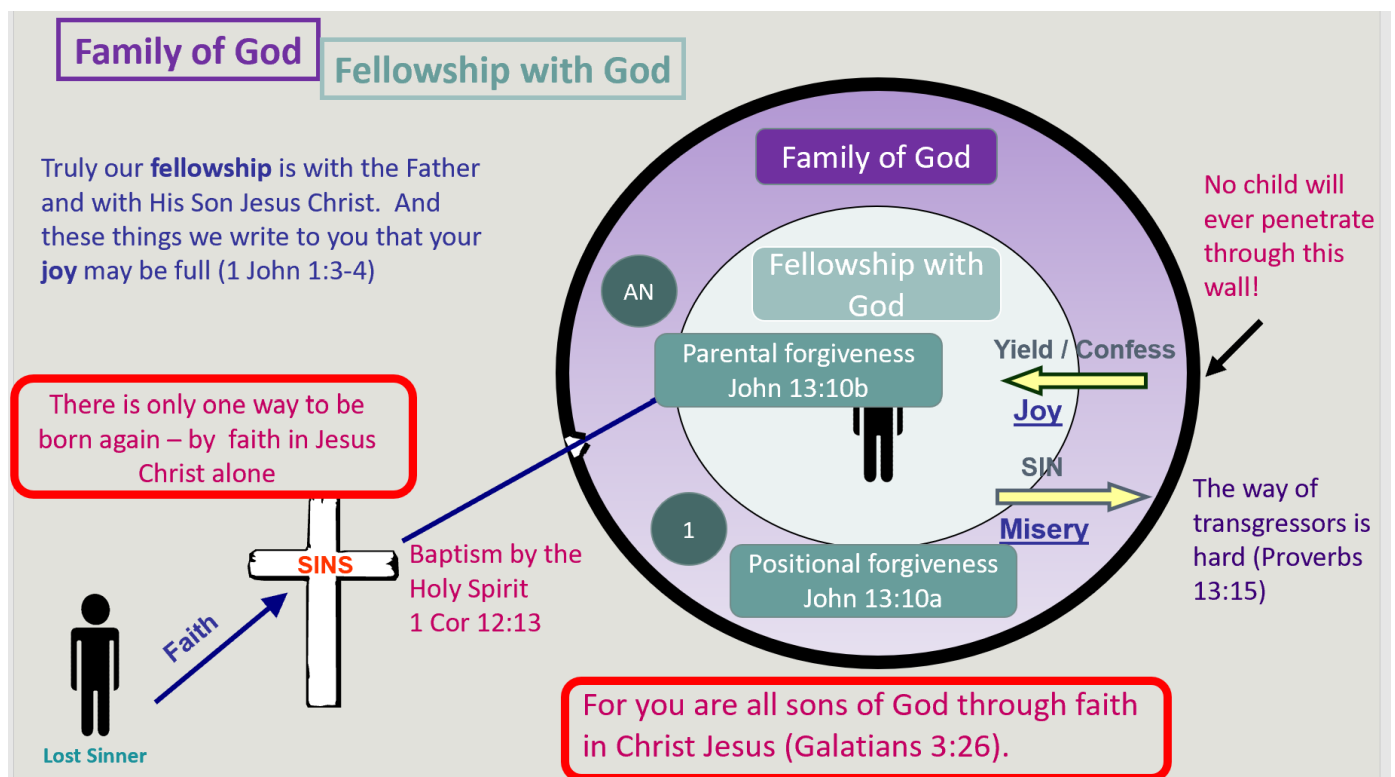 Family of God
Fellowship with God
Truly our fellowship is with the Father
and with His Son Jesus Christ.  And
these things we write to you that your
joy may be full (1 John 1:3-4)
There is only one way to be
born again – by  faith in Jesus
Christ alone
SINS
Faith
Lost Sinner
Baptism by the
Holy Spirit
1 Cor 12:13
Family of God
Fellowship with
God
AN
Parental forgiveness
John 13:10b
Yield / Confess
Joy
SIN
Misery
1
Positional forgiveness
John 13:10a
No child will
ever penetrate
through this
wall!
The way of
transgressors is
hard (Proverbs
13:15)
For you are all sons of God through faith
in Christ Jesus (Galatians 3:26).